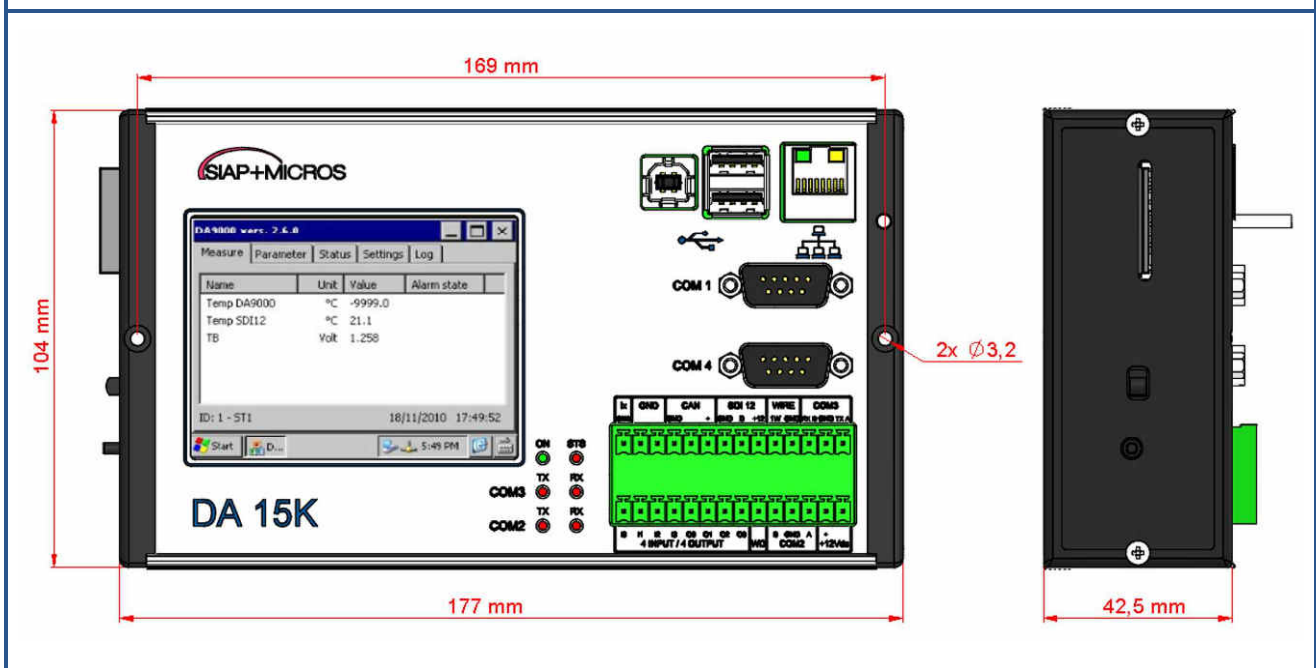 169 mm
SIAP+MICROS
DA9000 vers. 2.6.0
Measure Parameter Status Settings Log
Name Unit Value Alarm state
Temp DA9000 °C -9999.0
Temp SDI12 °C 21.1
TB Volt 1.258
ID: 1 - ST1 18/11/2010 17:49:52
Start D... 5:49 PM
COM 1
COM 4
104 mm
2x Ø3,2
GND CAN SDI 12 WIRE COM3
ON STS
TX RX
COM3
TX RX
COM2
DA 15K
4 INPUT / 4 OUTPUT WO COM2 +12Vdc
177 mm
42,5 mm